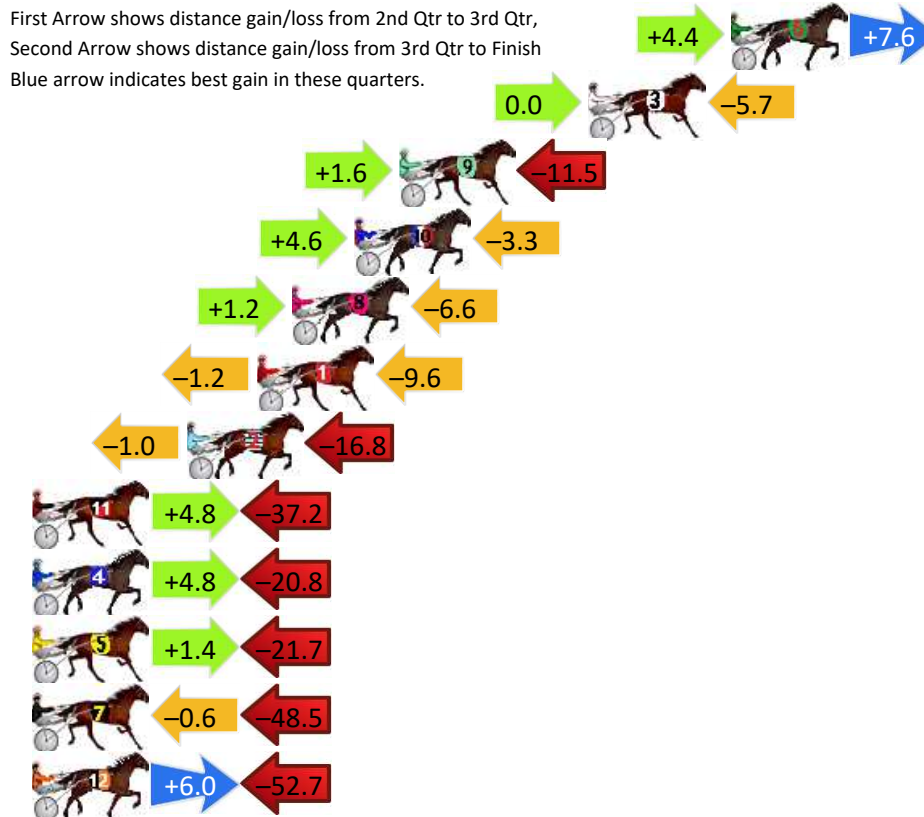 First Arrow shows distance gain/loss from 2nd Qtr to 3rd Qtr,
Second Arrow shows distance gain/loss from 3rd Qtr to Finish
Blue arrow indicates best gain in these quarters.
+4.4 6 +7.6
0.0 3 –5.7
+1.6 9 –11.5
+4.6 10 –3.3
+1.2 8 –6.6
–1.2 1 –9.6
–1.0 2 –16.8
11 +4.8 –37.2
4 +4.8 –20.8
5 +1.4 –21.7
7 –0.6 –48.5
12 +6.0 –52.7